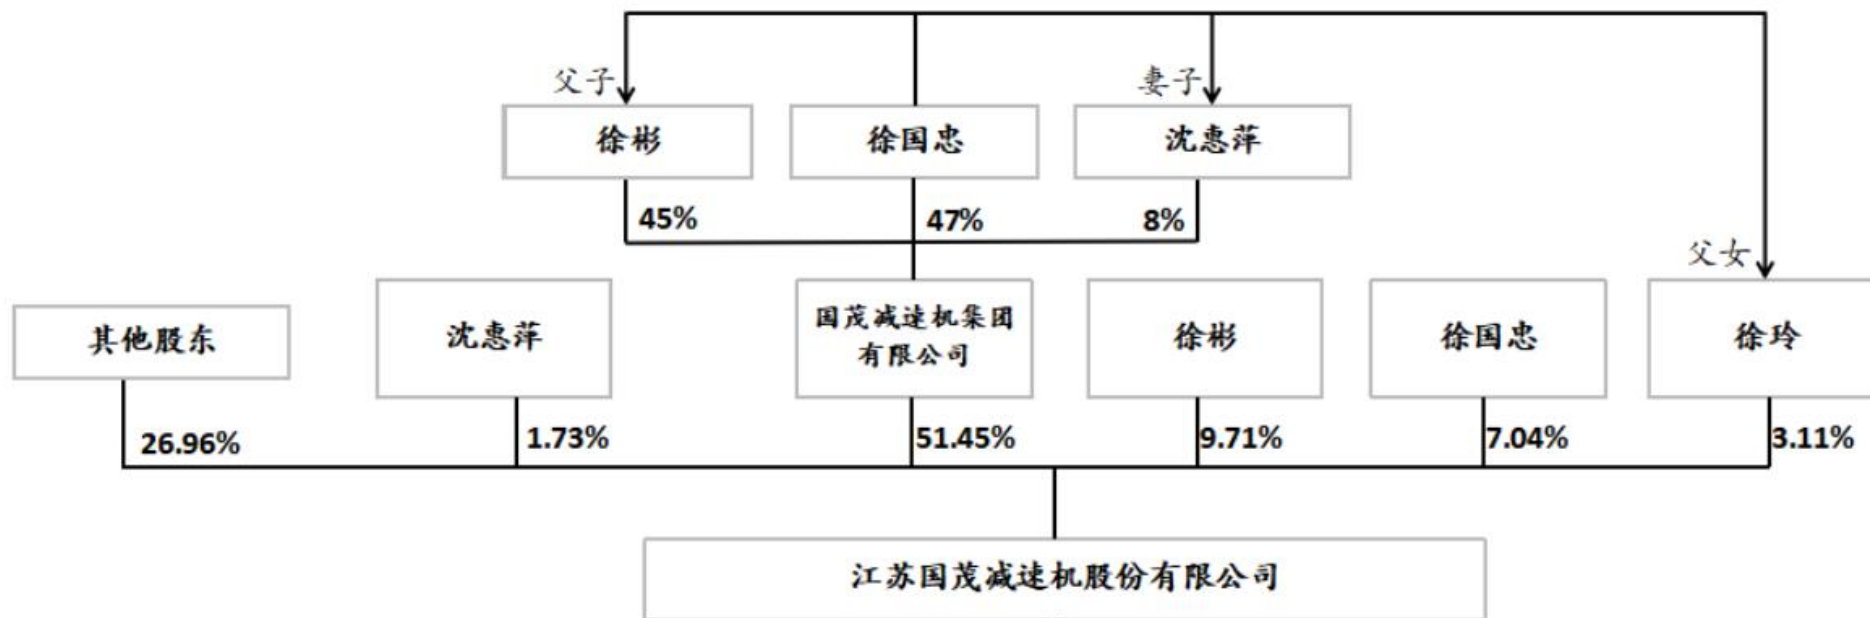 父子
妻子
徐彬
徐国忠
沈惠萍
45%
47%
8%
父女
其他股东
沈惠萍
国茂减速机集团
有限公司
徐彬
徐国忠
徐玲
26.96%
1.73%
51.45%
9.71%
7.04%
3.11%
江苏国茂减速机股份有限公司